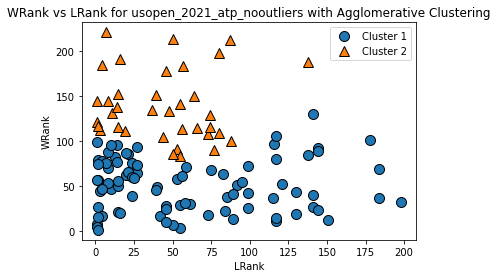 WRank vs LRank for usopen_2021_atp_nooutliers with Agglomerative Clustering
Cluster 1
Cluster 2
WRank
200
150
100
50
0
0 25 50 75 100 125 150 175 200
LRank